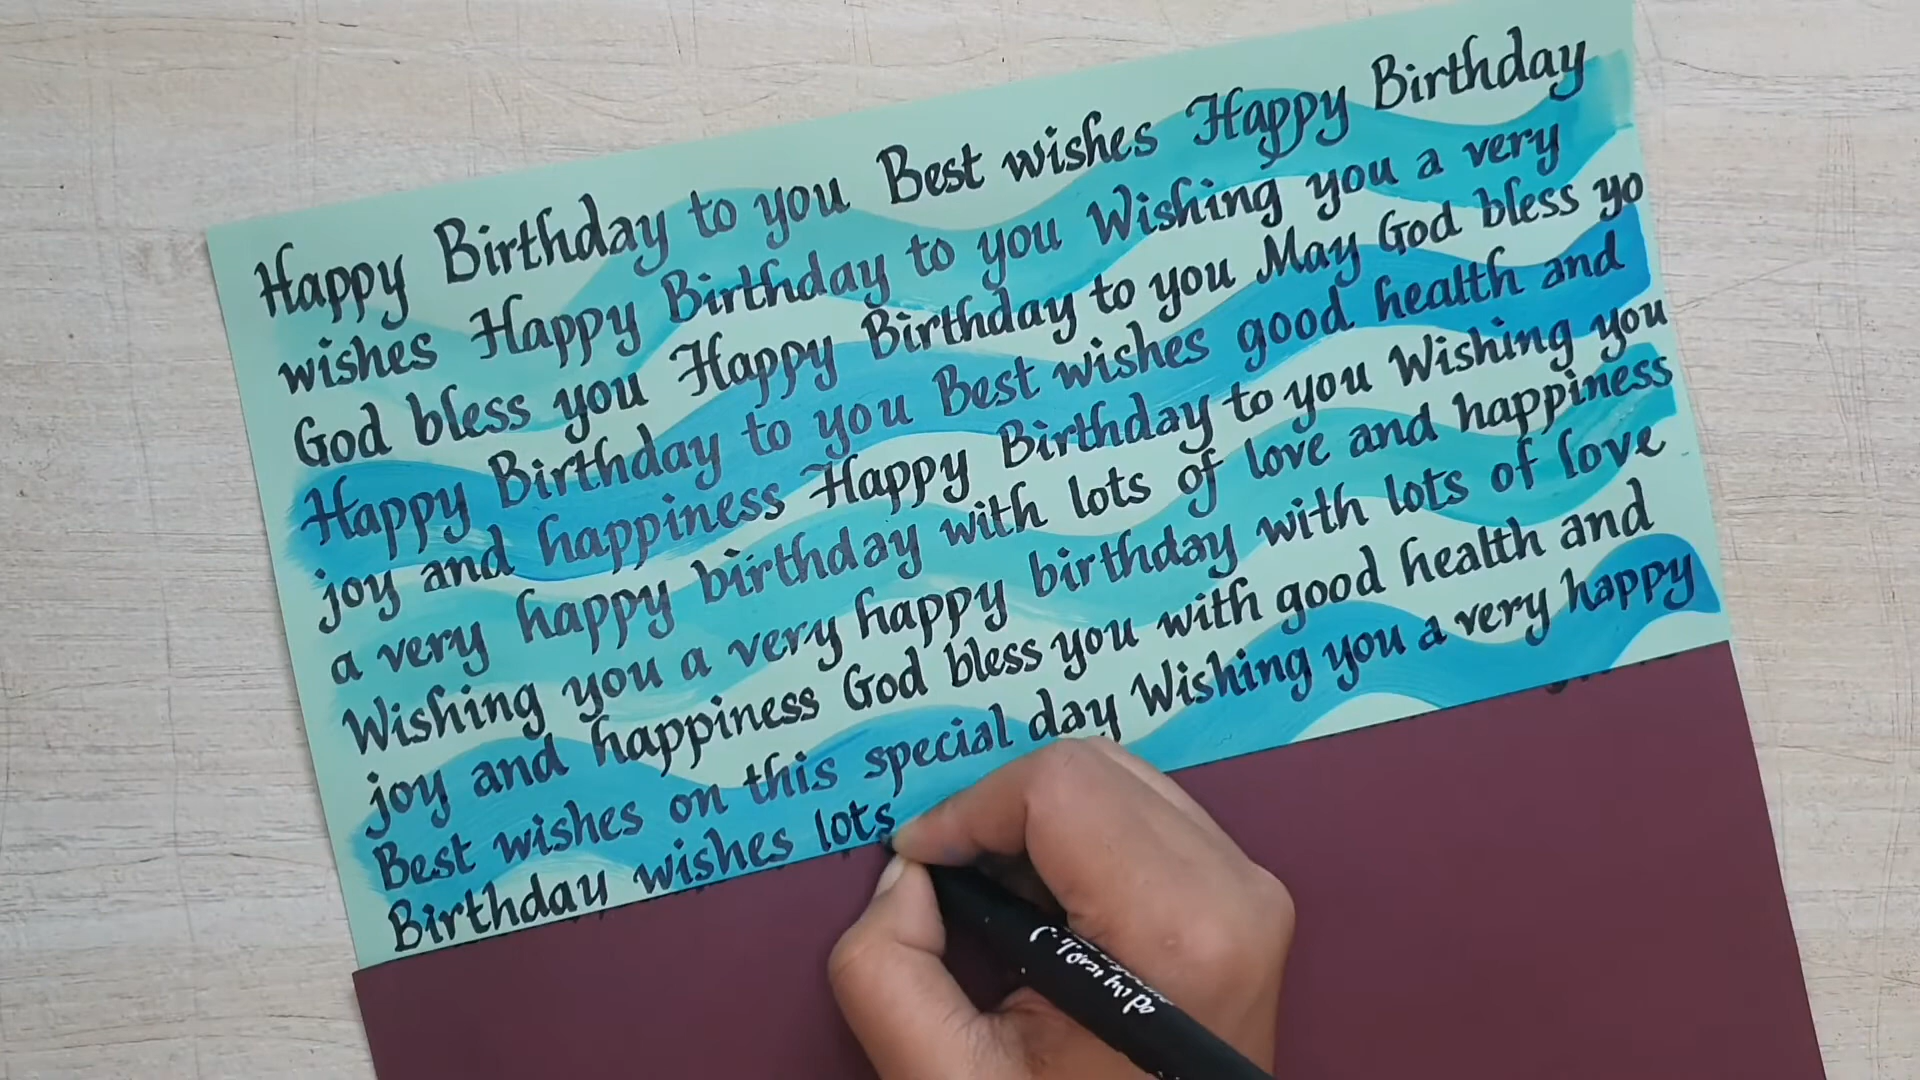 Happy Birthday to you Best wishes Happy Birthday
wishes Happy Birthday to you Wishing you a very
God bless you Happy Birthday to you May God bless yo
Happy Birthday to you Best wishes good health and
joy and happiness Happy Birthday to you Wishing you
a very happy birthday with lots of love and happiness
Wishing you a very happy birthday with lots of love
joy and happiness God bless you with good health and
Best wishes on this special day Wishing you a very happy
Birthday wishes lots